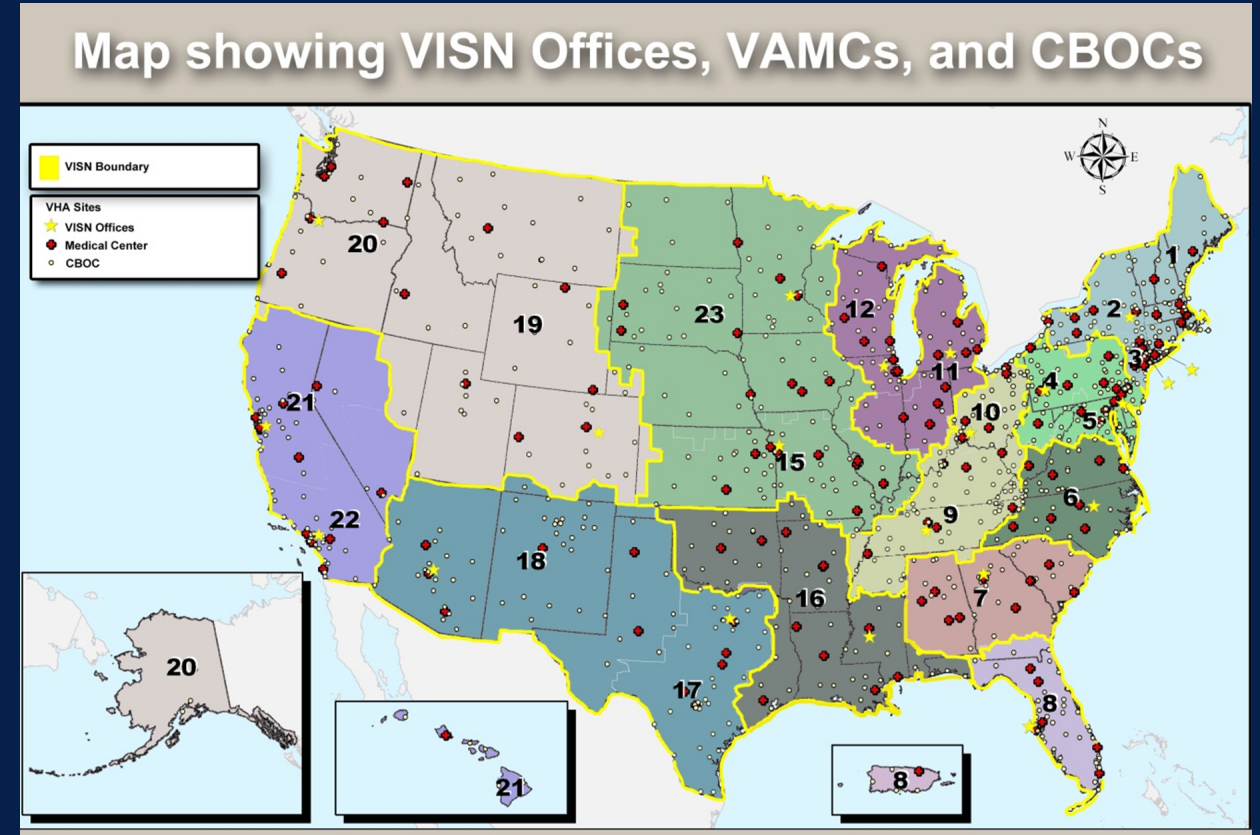 Map showing VISN Offices, VAMCs, and CBOCs
VISN Boundary
VHA Sites
VISN Offices
Medical Center
CBOC
N
W E
S
20
19
23
12
11
1
2
3
4
5
10
21
15
6
22
9
18
16
7
17
8
20
21
8